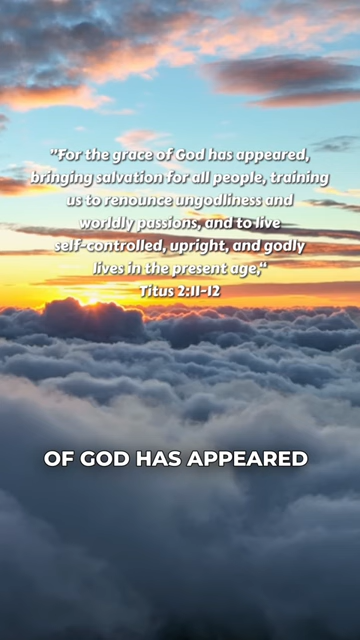 "For the grace of God has appeared,
bringing salvation for all people, training
us to renounce ungodliness and
worldly passions, and to live
self-controlled, upright, and godly
lives in the present age,"
Titus 2:11-12
OF GOD HAS APPEARED